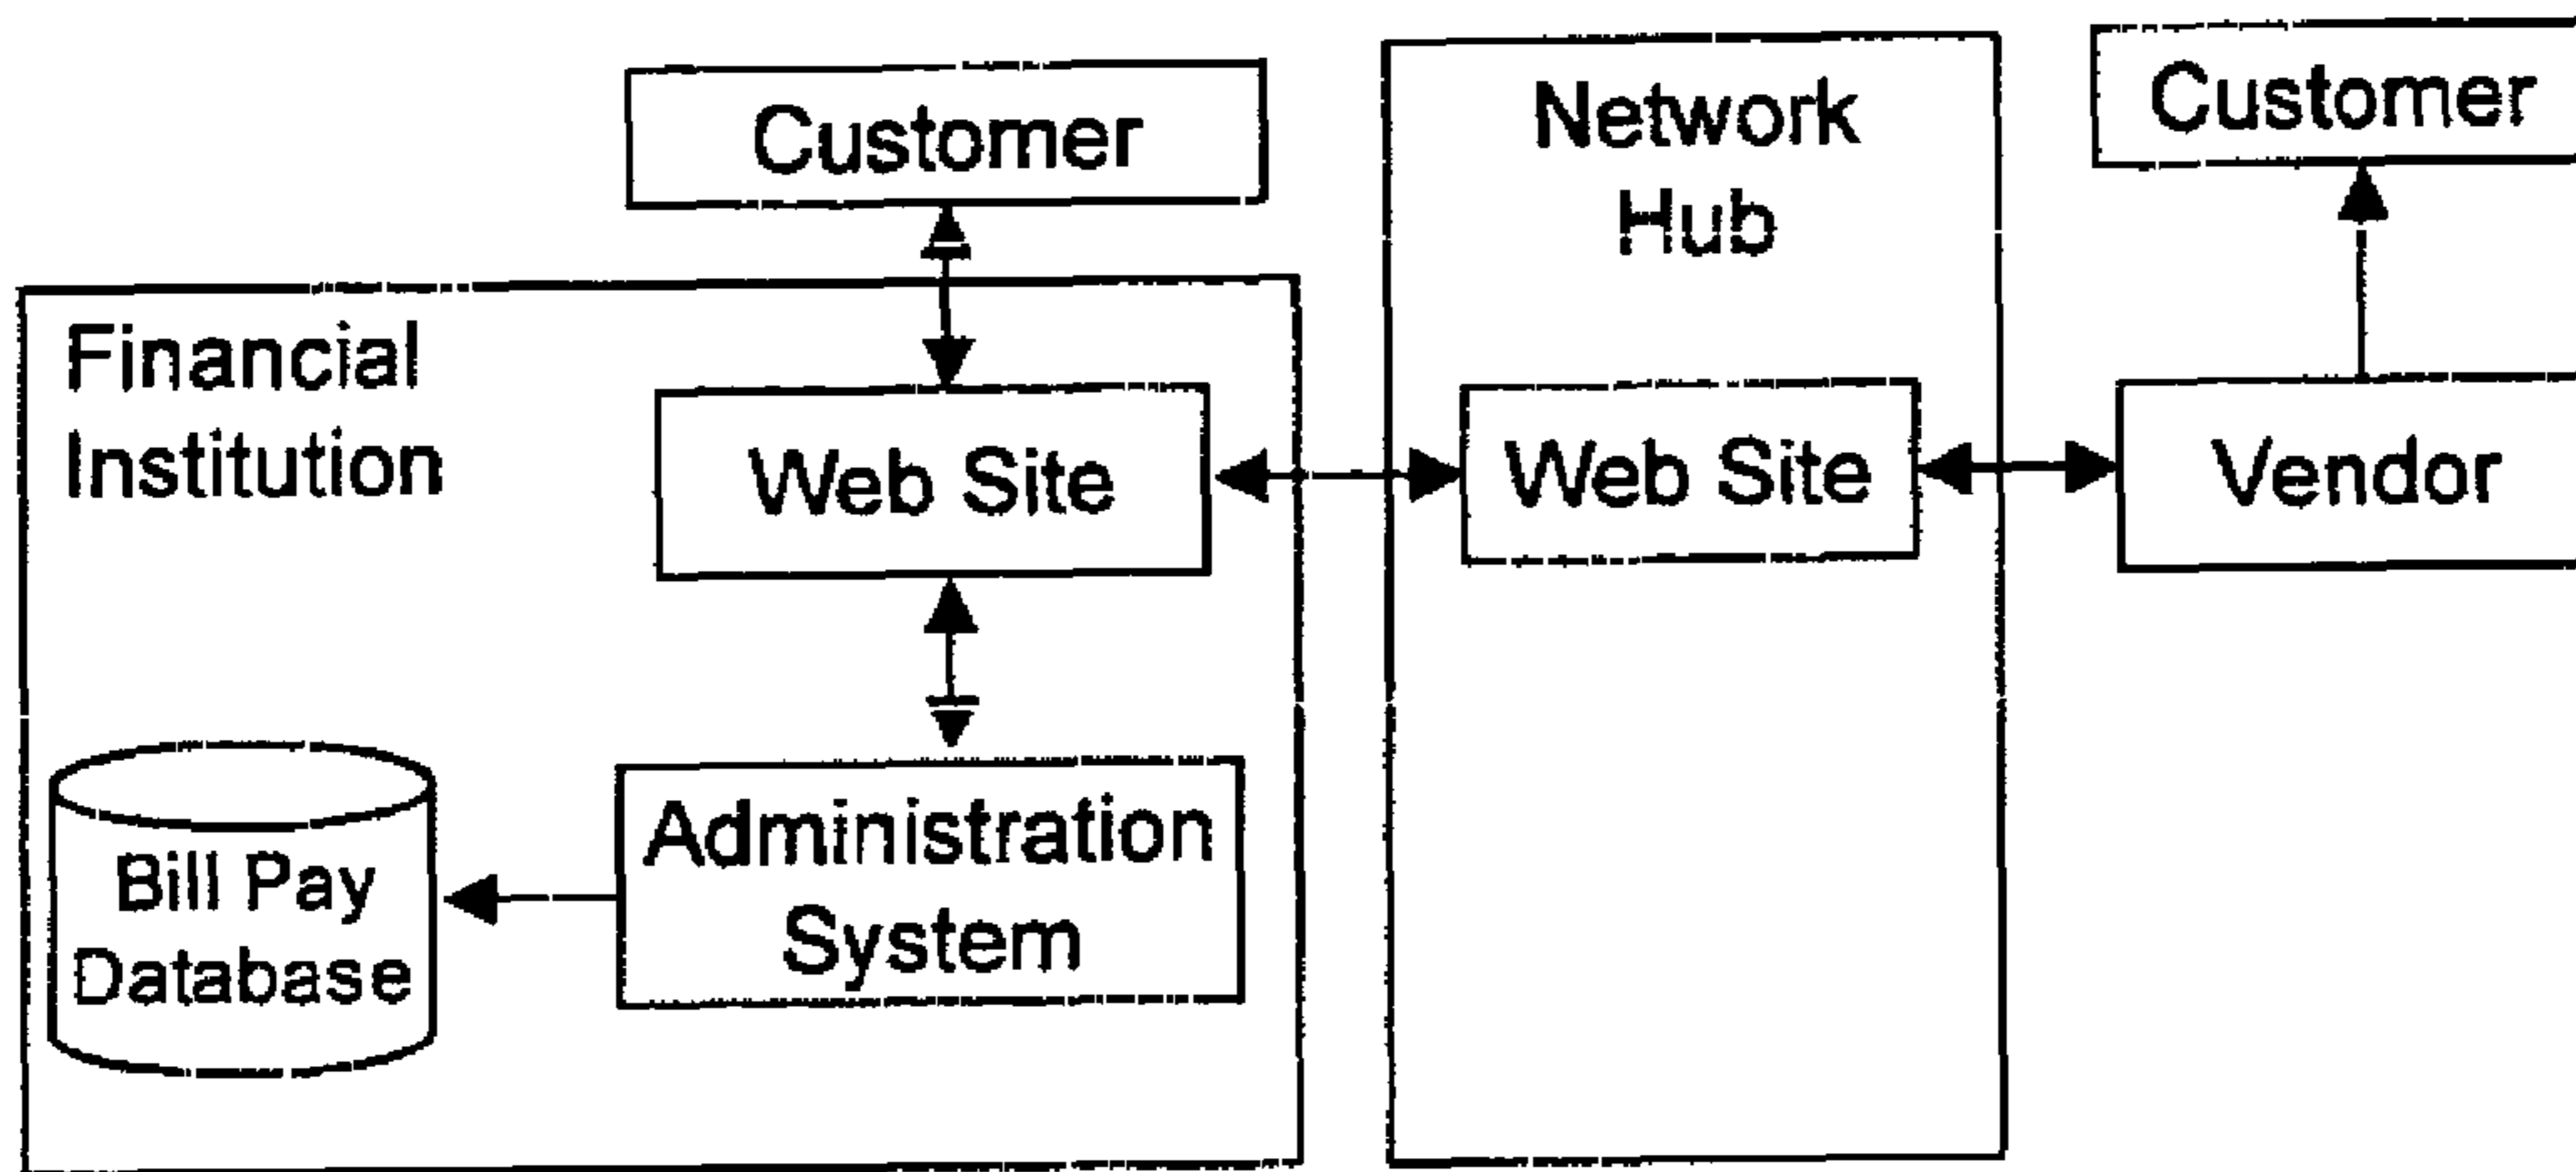 Customer
Network
Hub
Customer
Financial
Institution
Web Site
Web Site
Vendor
Administration
System
Bill Pay
Database